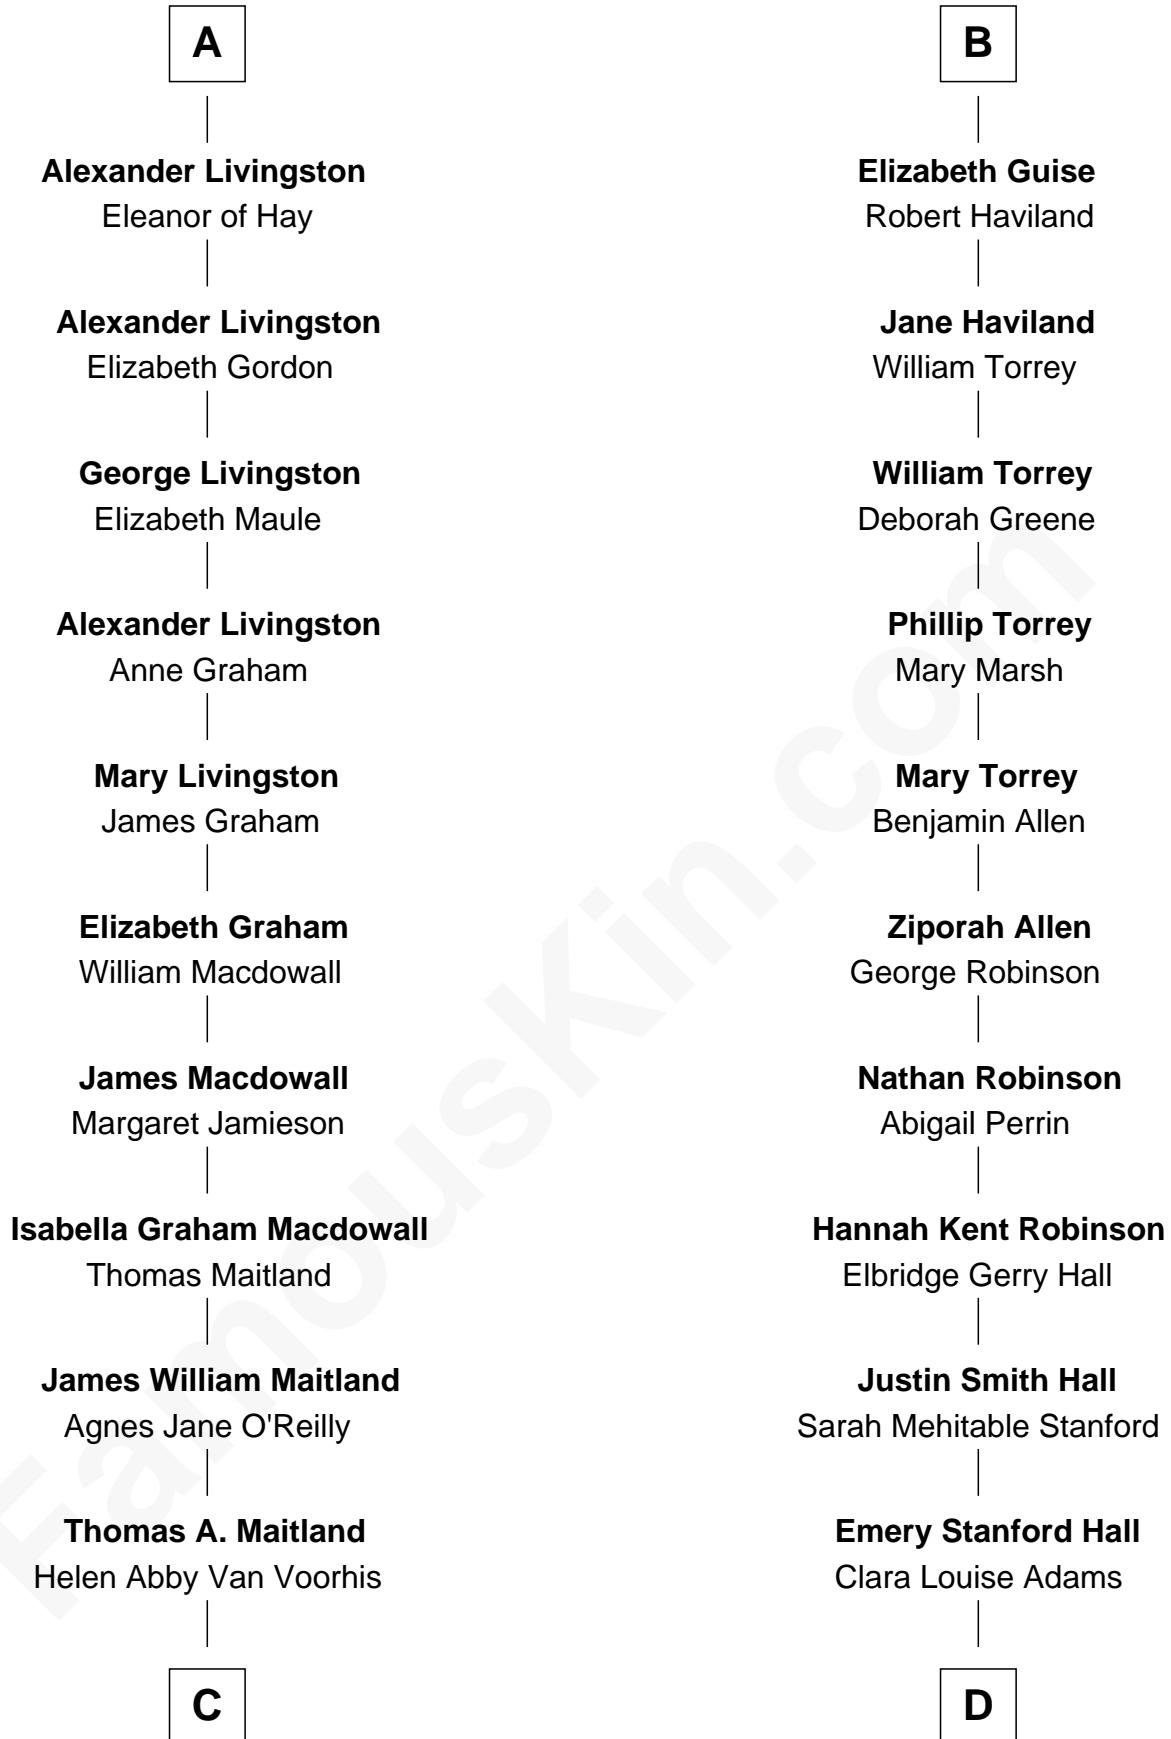 A
Alexander Livingston
Eleanor of Hay
Alexander Livingston
Elizabeth Gordon
George Livingston
Elizabeth Maule
Alexander Livingston
Anne Graham
Mary Livingston
James Graham
Elizabeth Graham
William Macdowall
James Macdowall
Margaret Jamieson
Isabella Graham Macdowall
Thomas Maitland
James William Maitland
Agnes Jane O'Reilly
Thomas A. Maitland
Helen Abby Van Voorhis
C
B
Elizabeth Guise
Robert Haviland
Jane Haviland
William Torrey
William Torrey
Deborah Greene
Phillip Torrey
Mary Marsh
Mary Torrey
Benjamin Allen
Ziporah Allen
George Robinson
Nathan Robinson
Abigail Perrin
Hannah Kent Robinson
Elbridge Gerry Hall
Justin Smith Hall
Sarah Mehitable Stanford
Emery Stanford Hall
Clara Louise Adams
D
FamousKin.com